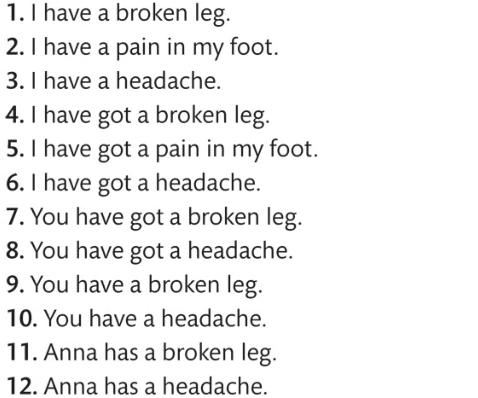 1. I have a broken leg.
2. I have a pain in my foot.
3. I have a headache.
4. I have got a broken leg.
5. I have got a pain in my foot.
6. I have got a headache.
7. You have got a broken leg.
8. You have got a headache.
9. You have a broken leg.
10. You have a headache.
11. Anna has a broken leg.
12. Anna has a headache.